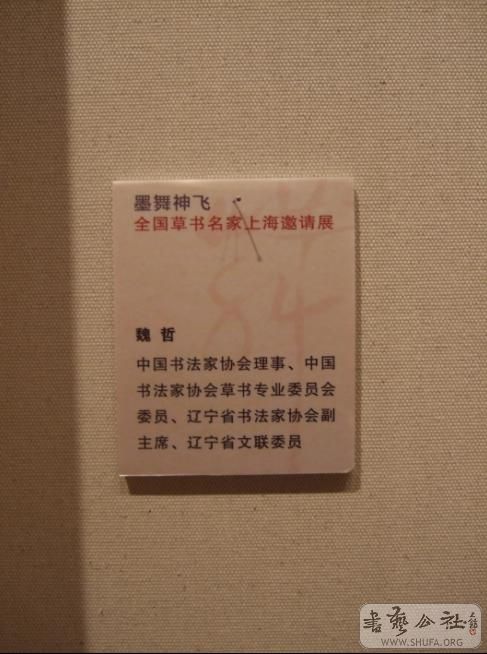 墨舞神飞
全国草书名家上海邀请展
魏 哲
中国书法家协会理事、中国
书法家协会草书专业委员会
委员、辽宁省书法家协会副
主席、辽宁省文联委员
書藝公社
WWW.SHUFA.ORG